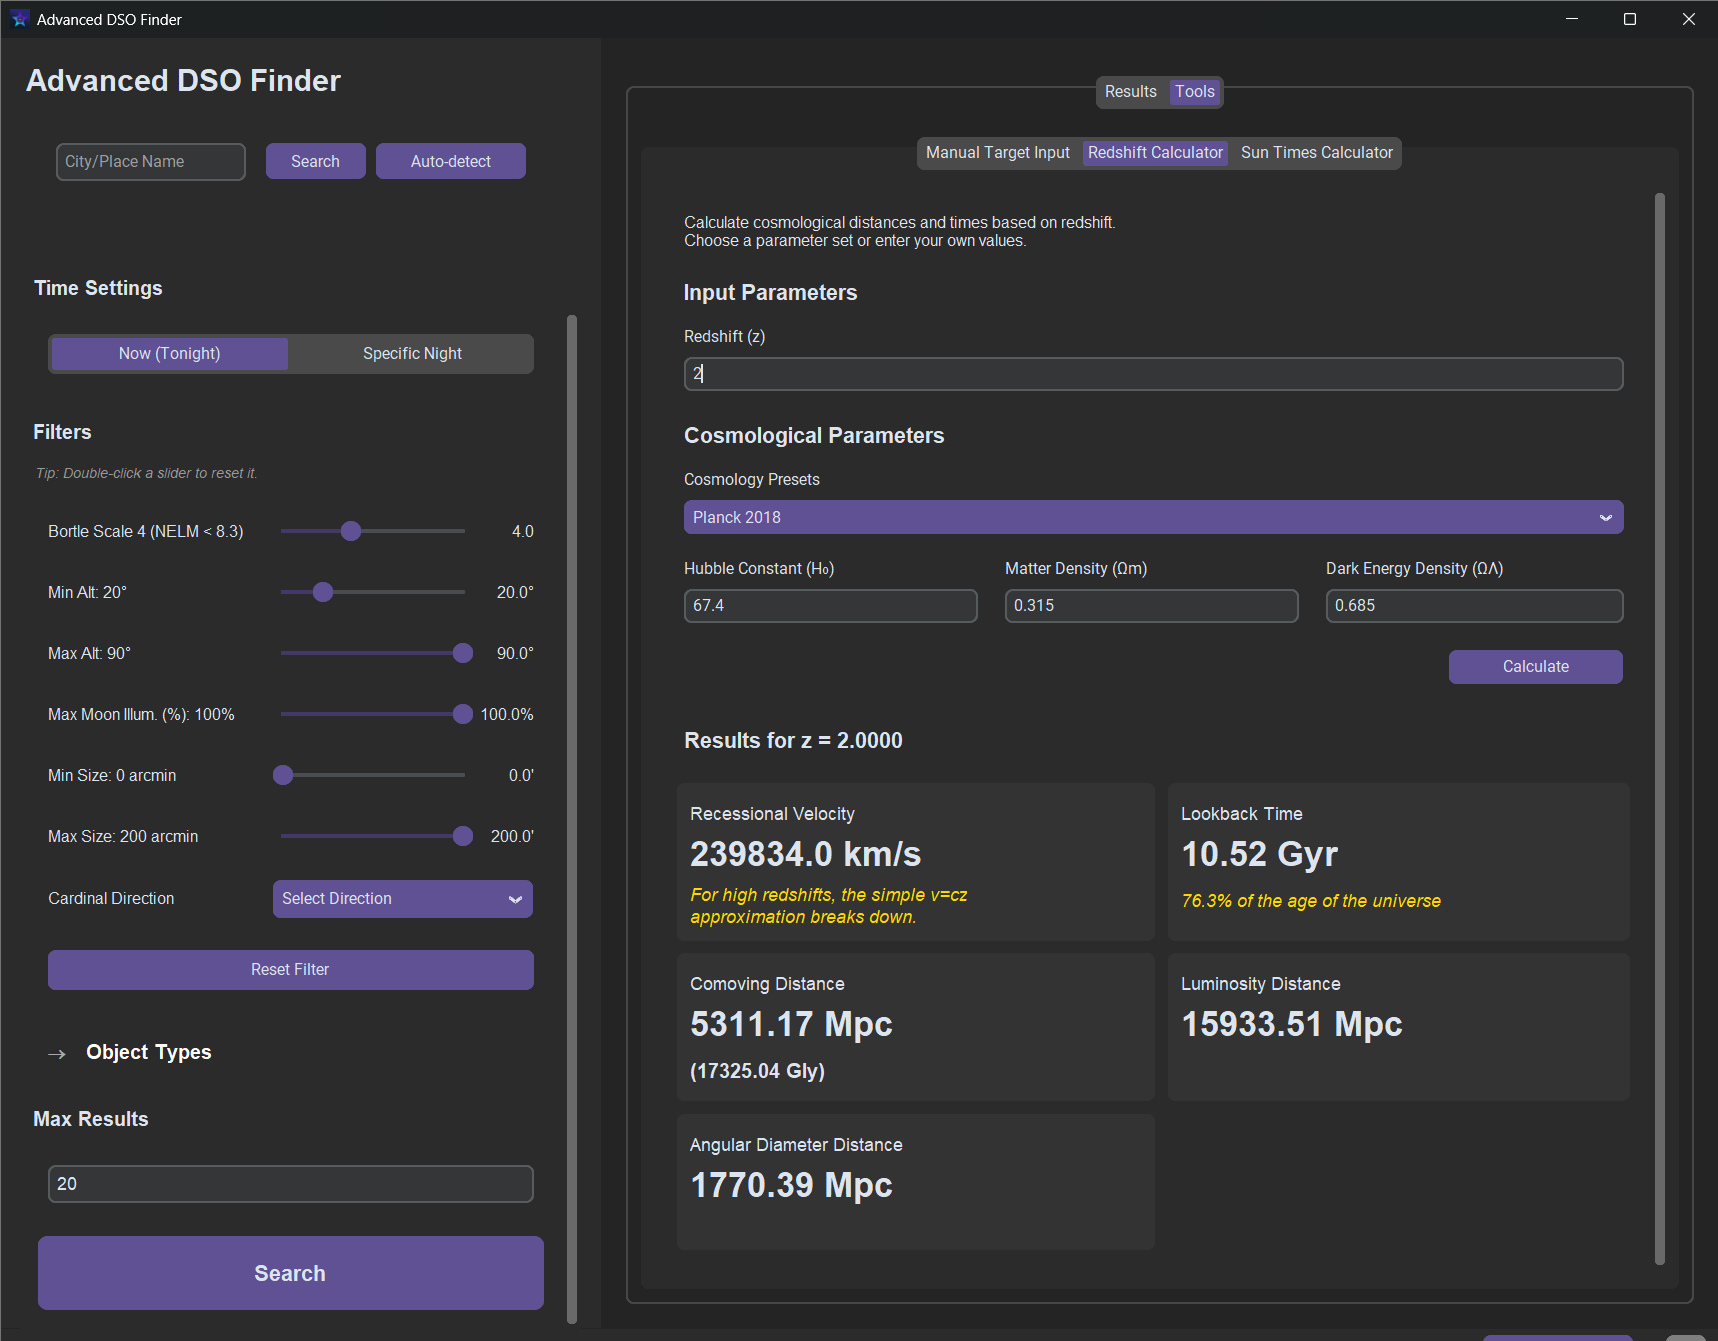 Advanced DSO Finder
Advanced DSO Finder
City/Place Name
Search
Auto-detect
Time Settings
Now (Tonight)
Specific Night
Filters
Tip: Double-click a slider to reset it.
Bortle Scale 4 (NELM < 8.3)
4.0
Min Alt: 20°
20.0°
Max Alt: 90°
90.0°
Max Moon Illum. (%): 100%
100.0%
Min Size: 0 arcmin
0.0'
Max Size: 200 arcmin
200.0'
Cardinal Direction
Select Direction
Reset Filter
→ Object Types
Max Results
20
Search
Results
Tools
Manual Target Input
Redshift Calculator
Sun Times Calculator
Calculate cosmological distances and times based on redshift.
Choose a parameter set or enter your own values.
Input Parameters
Redshift (z)
2
Cosmological Parameters
Cosmology Presets
Planck 2018
Hubble Constant (H₀)
Matter Density (Ωm)
Dark Energy Density (ΩΛ)
67.4
0.315
0.685
Calculate
Results for z = 2.0000
Recessional Velocity
239834.0 km/s
For high redshifts, the simple v=cz
approximation breaks down.
Lookback Time
10.52 Gyr
76.3% of the age of the universe
Comoving Distance
5311.17 Mpc
(17325.04 Gly)
Luminosity Distance
15933.51 Mpc
Angular Diameter Distance
1770.39 Mpc